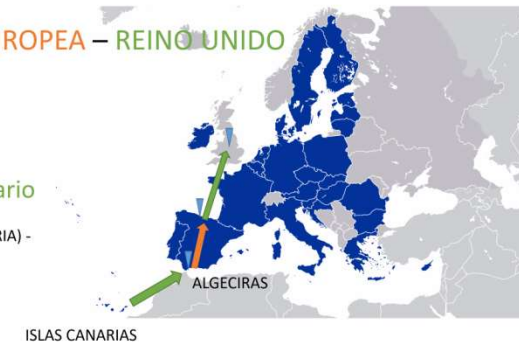 ROPEA – REINO UNIDO
ario
RIA) -
ALGECIRAS
ISLAS CANARIAS